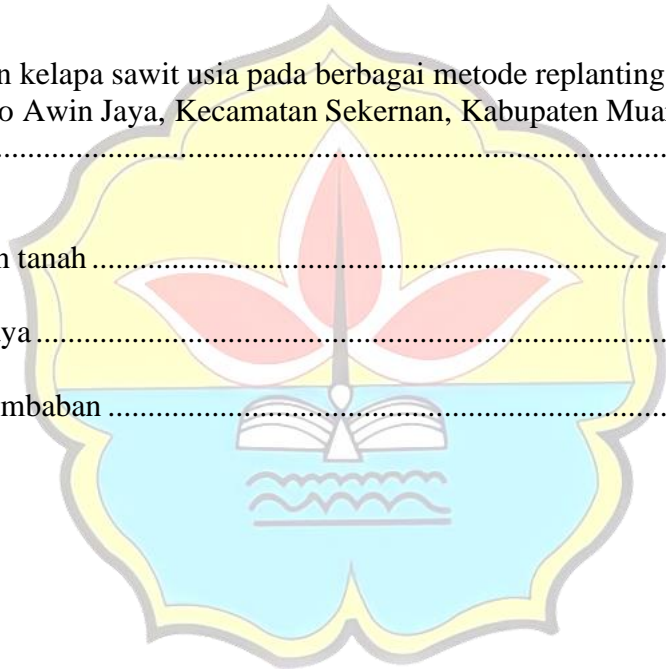 n kelapa sawit usia pada berbagai metode replanting
o Awin Jaya, Kecamatan Sekernan, Kabupaten Mua
....................................................................................................
n tanah ....................................................................................................
ya ....................................................................................................
mbaban ....................................................................................................